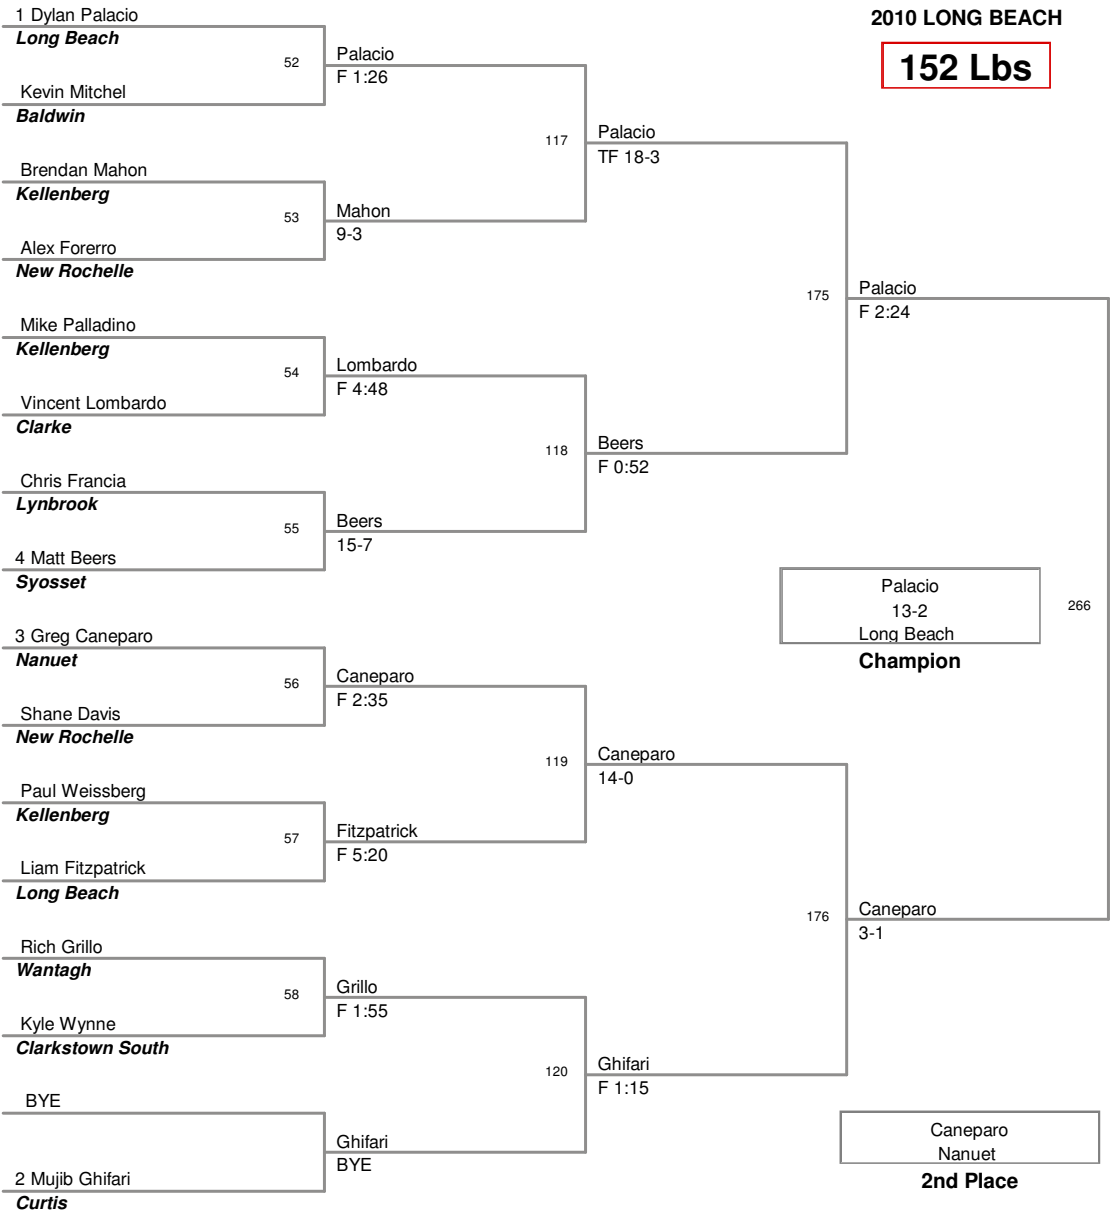 1 Dylan Palacio
Long Beach
52
Kevin Mitchel
Baldwin
Palacio
F 1:26
Brendan Mahon
Kellenberg
53
Alex Forerro
New Rochelle
Mahon
9-3
117
Palacio
TF 18-3
Mike Palladino
Kellenberg
54
Vincent Lombardo
Clarke
Lombardo
F 4:48
Chris Francia
Lynbrook
55
4 Matt Beers
Syosset
Beers
15-7
118
Beers
F 0:52
175
Palacio
F 2:24
3 Greg Caneparo
Nanuet
56
Shane Davis
New Rochelle
Caneparo
F 2:35
Paul Weissberg
Kellenberg
57
Liam Fitzpatrick
Long Beach
Fitzpatrick
F 5:20
119
Caneparo
14-0
Rich Grillo
Wantagh
58
Kyle Wynne
Clarkstown South
Grillo
F 1:55
BYE
2 Mujib Ghifari
Curtis
Ghifari
BYE
120
Ghifari
F 1:15
176
Caneparo
3-1
2010 LONG BEACH
152 Lbs
266
Palacio
13-2
Long Beach
Champion
Caneparo
Nanuet
2nd Place